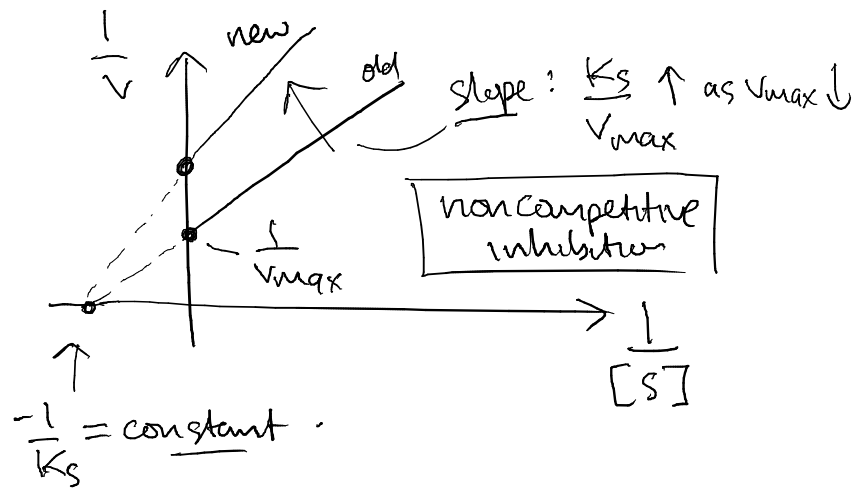 1/v
new
old
slope : Ks/Vmax ↑ as Vmax ↓
noncompetitive
inhibition
1/Vmax
1/[S]
-1/Ks = constant .